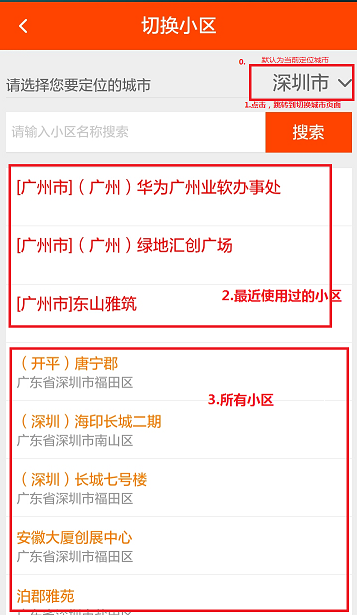 切换小区
0.
默认为当前定位城市
请选择您要定位的城市
深圳市
1.点击，跳转到切换城市页面
请输入小区名称搜索
搜索
[广州市]（广州）华为广州业软办事处
[广州市]（广州）绿地汇创广场
[广州市]东山雅筑
2.最近使用过的小区
（开平）唐宁郡
广东省深圳市福田区
3.所有小区
（深圳）海印长城二期
广东省深圳市南山区
（深圳）长城七号楼
广东省深圳市福田区
安徽大厦创展中心
广东省深圳市福田区
泊郡雅苑